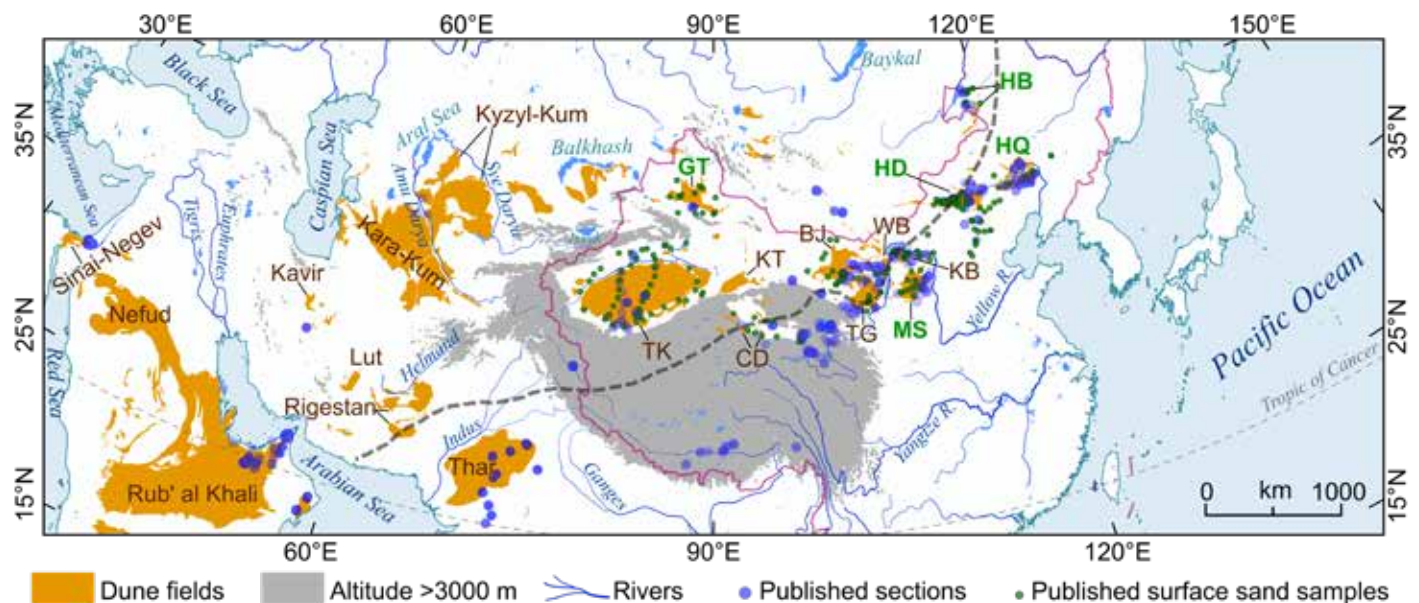 30°E 60°E 90°E 120°E 150°E
Black Sea
Baykal
HB
Mediterranean Sea
Aral Sea
Kyzyl-Kum
35°N
35°N
Caspian Sea
Balkhash
GT
HQ
HD
Tigris
Euphrates
Amu Darya
Sye Darya
Sinai-Negev
Kavir
Kara-Kum
BJ
WB
KT
KB
Yellow R.
Pacific Ocean
Nefud
25°N
25°N
TK
CD
TG
MS
Red Sea
Lut
Helmand
Tropic of Cancer
Rigestan
Indus
Yangtze R.
Thar
Ganges
Rub' al Khali
Arabian Sea
15°N
15°N
0 km 1000
60°E 90°E 120°E
Dune fields Altitude >3000 m Rivers Published sections Published surface sand samples